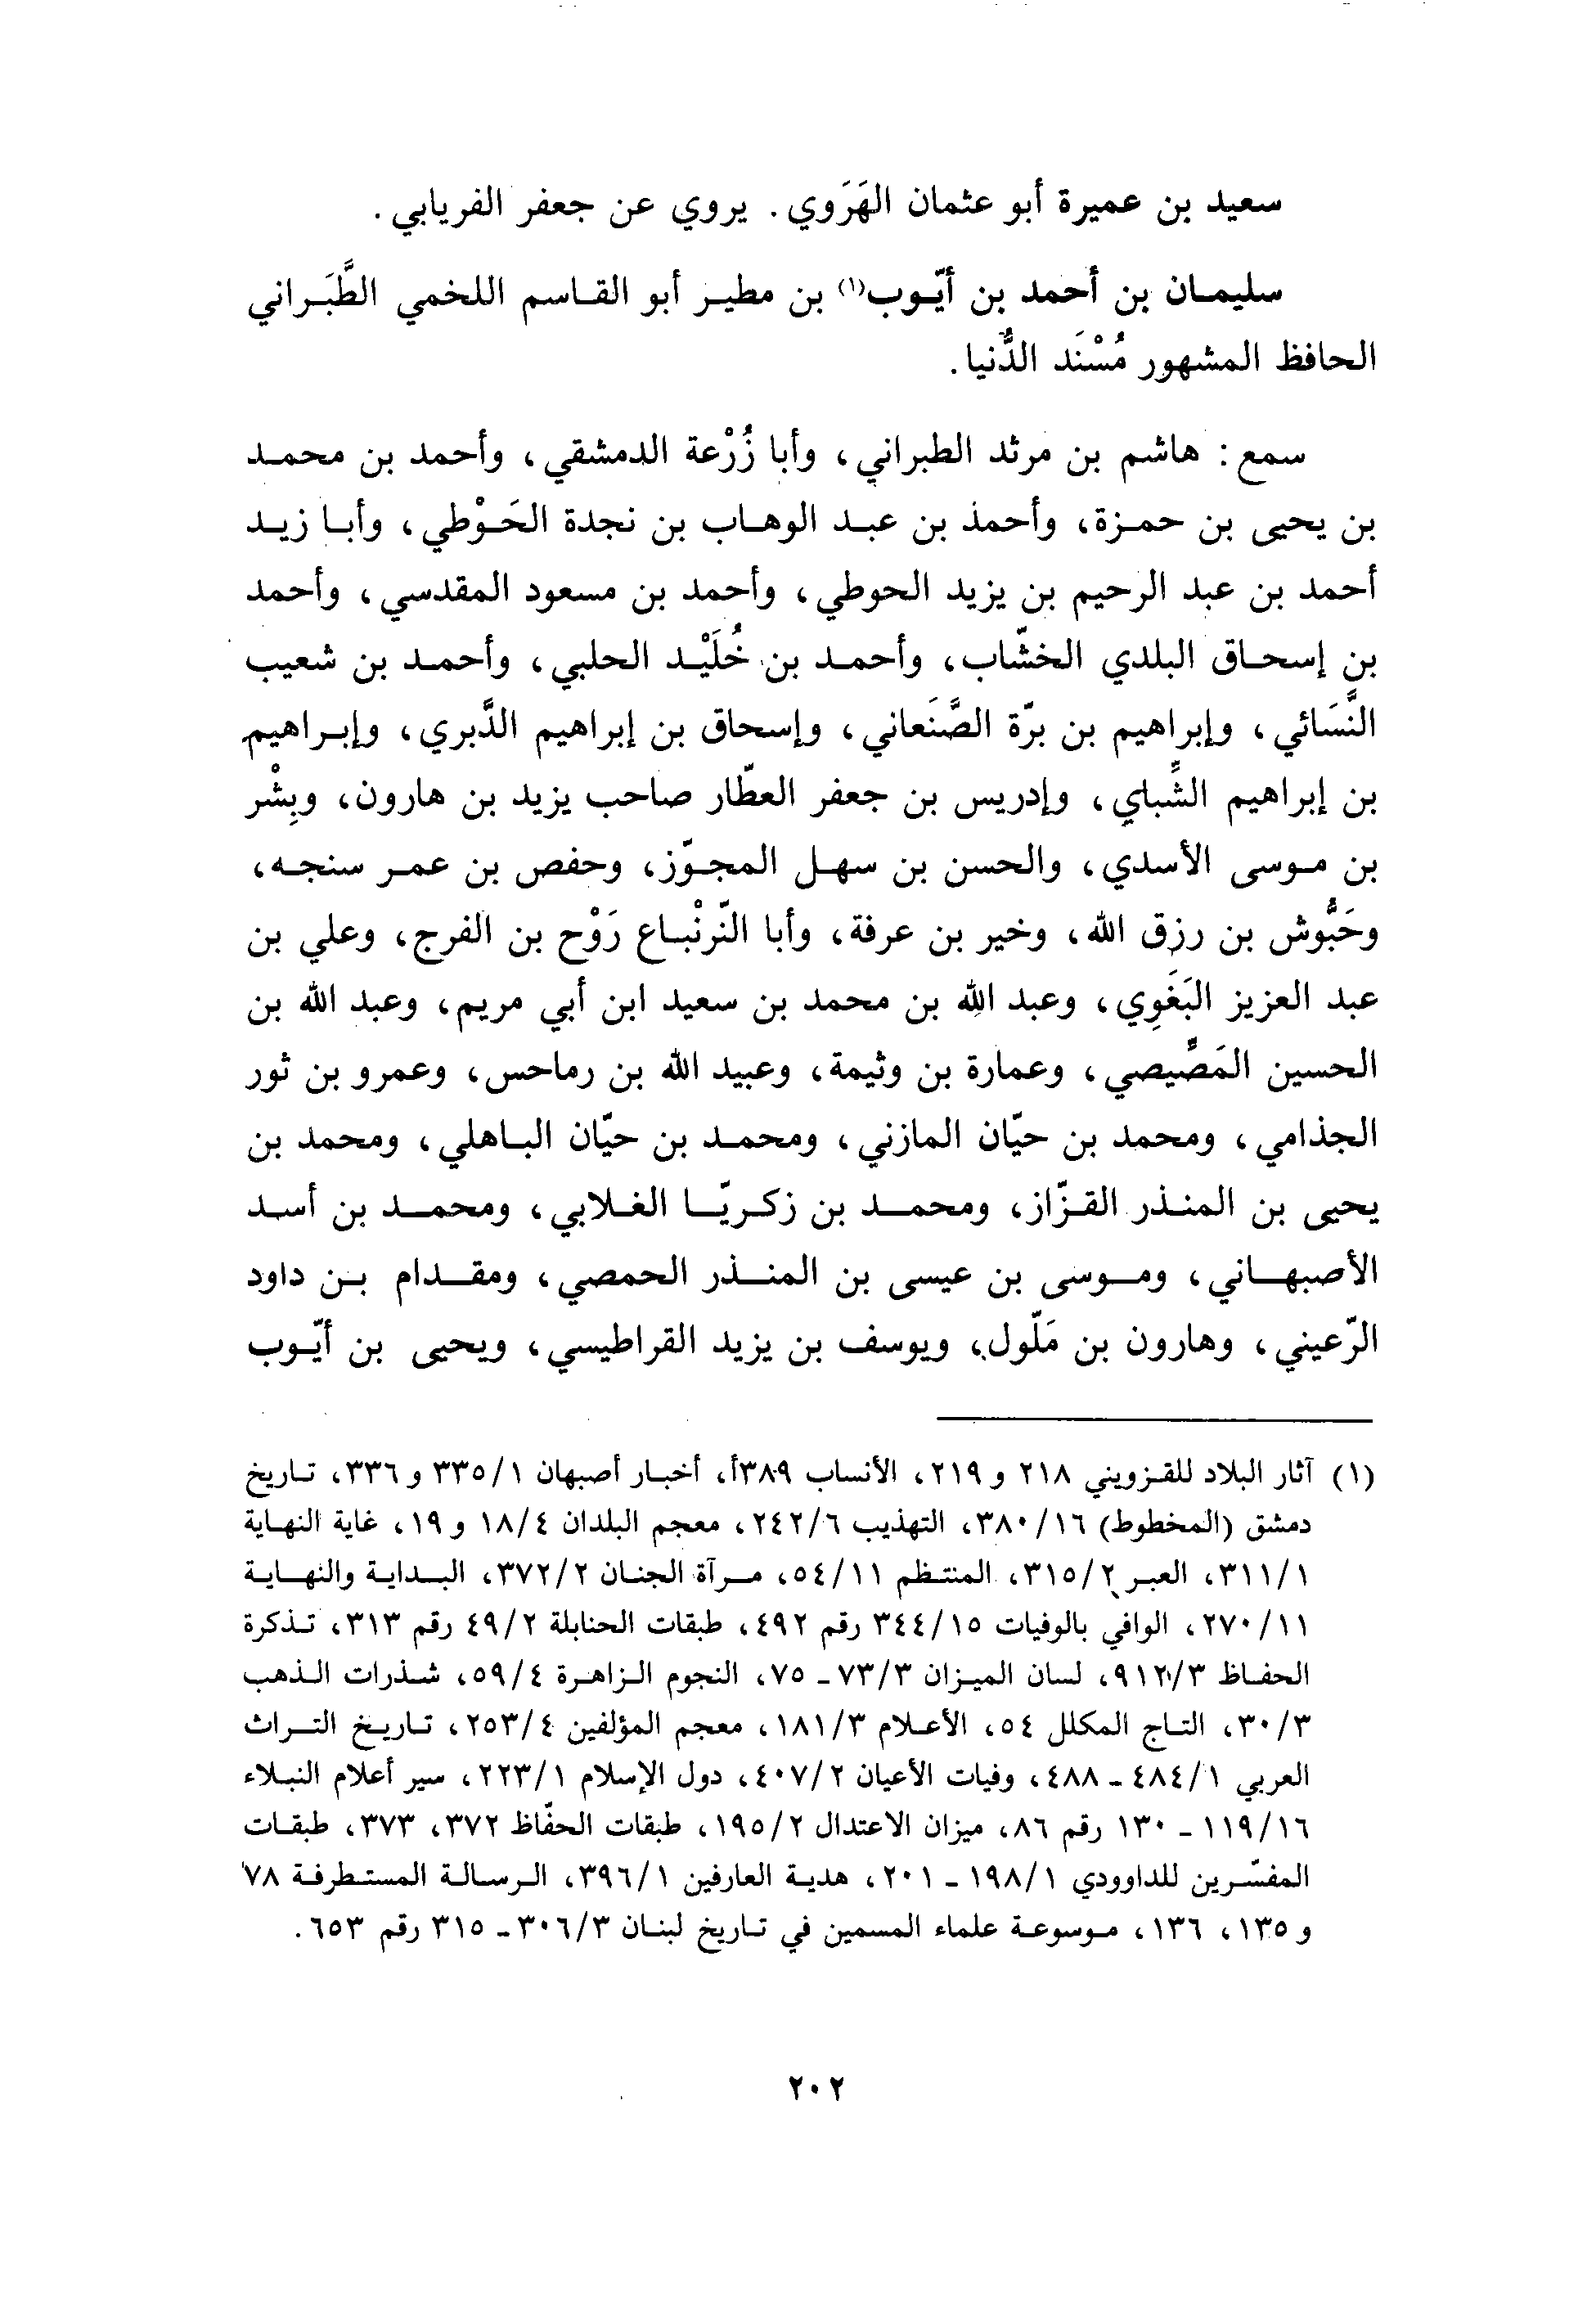 سعيد بن عميرة أبو عثمان الهَرَوي. يروي عن جعفر الفريابي.
سليمان بن أحمد بن أيّوب(١) بن مطير أبو القاسم اللخمي الطَّبَراني
الحافظ المشهور مُسْنَد الدُّنيا.
سمع: هاشم بن مرثد الطبراني، وأبا زُرْعة الدمشقي، وأحمد بن محمد
بن يحيى بن حمزة، وأحمد بن عبد الوهاب بن نجدة الحَوْطي، وأبا زيد
أحمد بن عبد الرحيم بن يزيد الحوطي، وأحمد بن مسعود المقدسي، وأحمد
بن إسحاق البلدي الخشّاب، وأحمد بن خُلَيْد الحلبي، وأحمد بن شعيب
النَّسَائي، وإبراهيم بن برّة الصَّنَعاني، وإسحاق بن إبراهيم الدَّبري، وإبراهيم
بن إبراهيم الشِّباي، وإدريس بن جعفر العطّار صاحب يزيد بن هارون، وبِشْر
بن موسى الأسدي، والحسن بن سهل المجوّز، وحفص بن عمر سنجه،
وحَبُّوش بن رزق الله، وخير بن عرفة، وأبا النّرنْباع رَوْح بن الفرج، وعلي بن
عبد العزيز البَغَوِي، وعبد الله بن محمد بن سعيد ابن أبي مريم، وعبد الله بن
الحسين المَصِّيصي، وعمارة بن وثيمة، وعبيد الله بن رماحس، وعمرو بن ثور
الجذامي، ومحمد بن حيّان المازني، ومحمد بن حيّان الباهلي، ومحمد بن
يحيى بن المنذر القزّاز، ومحمد بن زكريّا الغلابي، ومحمد بن أسد
الأصبهاني، وموسى بن عيسى بن المنذر الحمصي، ومقدام بن داود
الرّعيني، وهارون بن مَلّول، ويوسف بن يزيد القراطيسي، ويحيى بن أيّوب
(١) آثار البلاد للقزويني ٢١٨ و ٢١٩، الأنساب ٣٨٩أ، أخبار أصبهان ٣٣٥/١ و ٣٣٦، تاريخ
دمشق (المخطوط) ٣٨٠/١٦، التهذيب ٢٤٢/٦، معجم البلدان ١٨/٤ و ١٩، غاية النهاية
٣١١/١، العبر ٣١٥/٢، المنتظم ٥٤/١١، مرآة الجنان ٣٧٢/٢، البداية والنهاية
٢٧٠/١١، الوافي بالوفيات ٣٤٤/١٥ رقم ٤٩٢، طبقات الحنابلة ٤٩/٢ رقم ٣١٣، تذكرة
الحفاظ ٩١٢/٣، لسان الميزان ٧٣/٣ ـ ٧٥، النجوم الزاهرة ٥٩/٤، شذرات الذهب
٣٠/٣، التاج المكلل ٥٤، الأعلام ١٨١/٣، معجم المؤلفين ٢٥٣/٤، تاريخ التراث
العربي ٤٨٤/١ ـ ٤٨٨، وفيات الأعيان ٤٠٧/٢، دول الإسلام ٢٢٣/١، سير أعلام النبلاء
١١٩/١٦ ـ ١٣٠ رقم ٨٦، ميزان الاعتدال ١٩٥/٢، طبقات الحفّاظ ٣٧٢، ٣٧٣، طبقات
المفسّرين للداوودي ١٩٨/١ ـ ٢٠١، هدية العارفين ٣٩٦/١، الرسالة المستطرفة ٧٨
و ١٣٥، ١٣٦، موسوعة علماء المسمين في تاريخ لبنان ٣٠٦/٣ ـ ٣١٥ رقم ٦٥٣.
٢٠٢